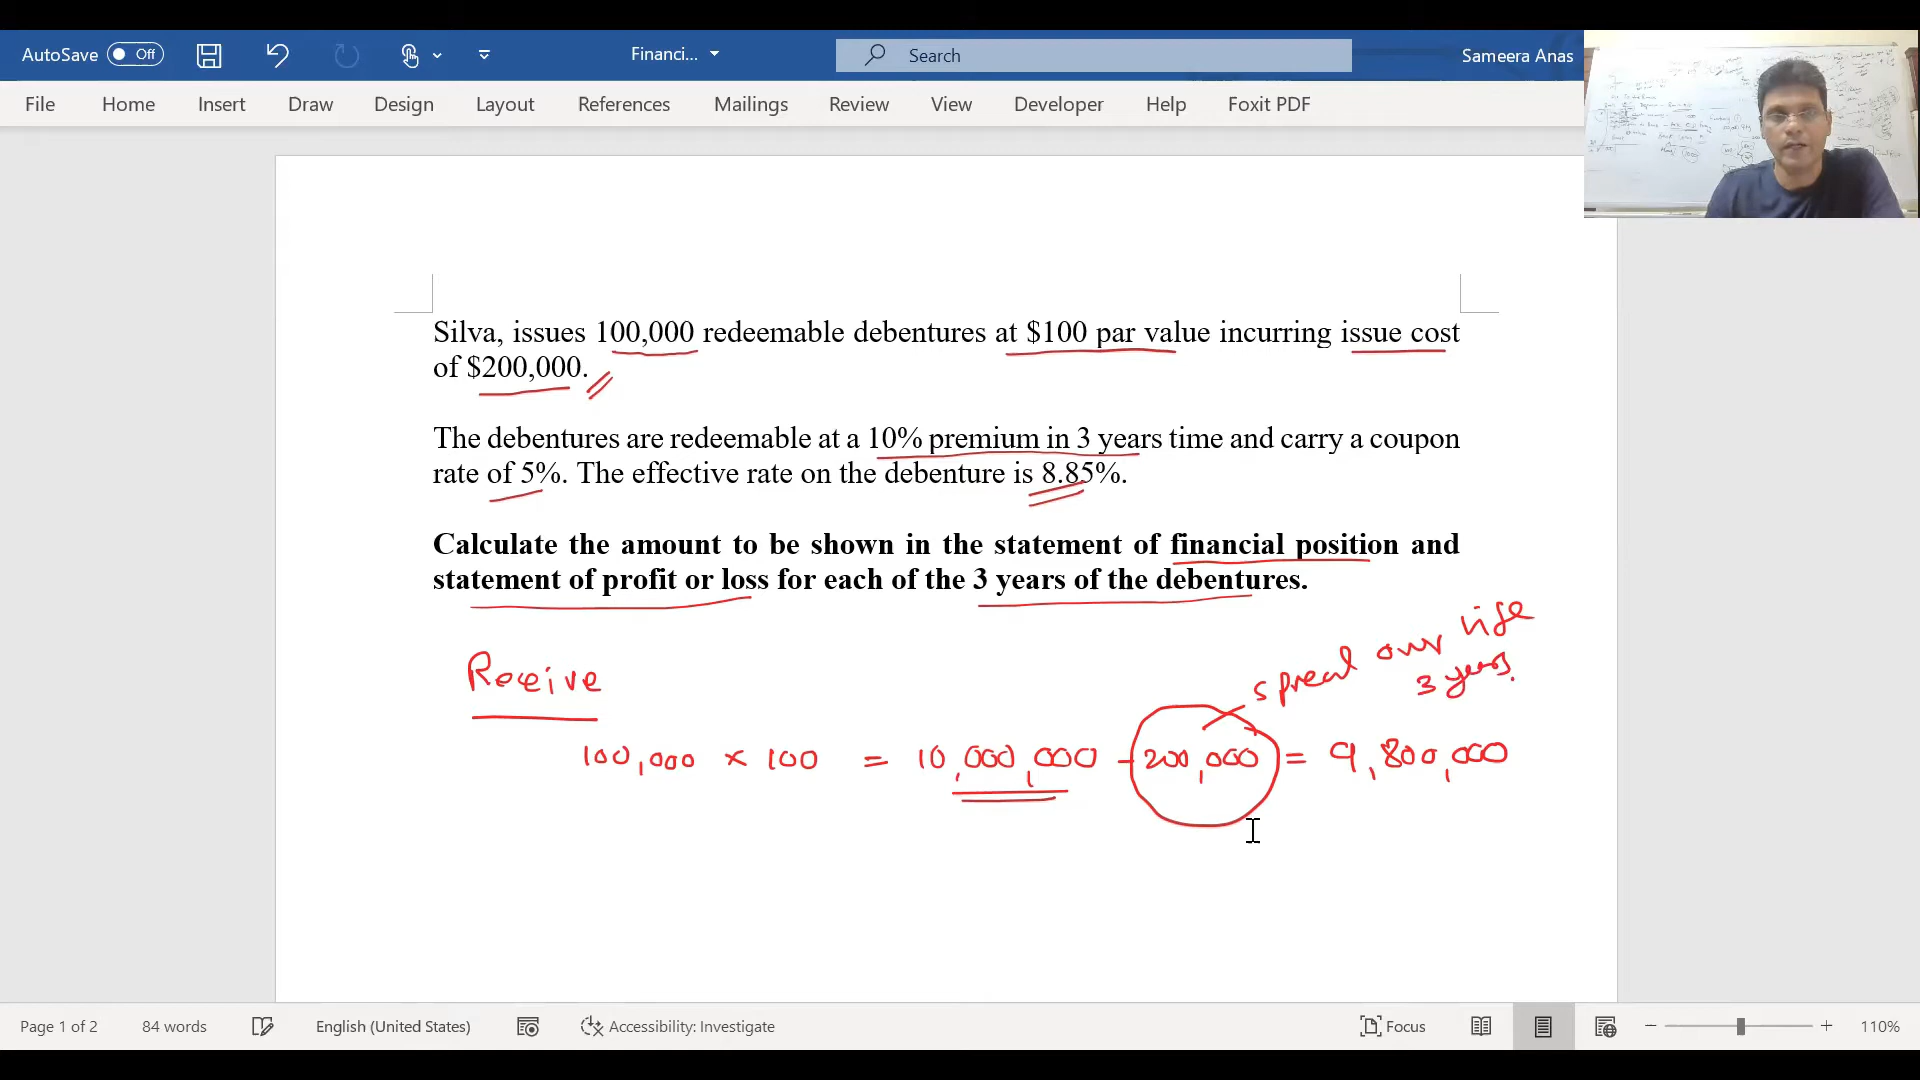 AutoSave Off Financi... Search Sameera Anas
File Home Insert Draw Design Layout References Mailings Review View Developer Help Foxit PDF
Silva, issues 100,000 redeemable debentures at $100 par value incurring issue cost
of $200,000.
The debentures are redeemable at a 10% premium in 3 years time and carry a coupon
rate of 5%. The effective rate on the debenture is 8.85%.
Calculate the amount to be shown in the statement of financial position and
statement of profit or loss for each of the 3 years of the debentures.
Receive
spread our life
3 years.
100,000 × 100 = 10,000,000 - 200,000 = 9,800,000
Page 1 of 2 84 words English (United States) Accessibility: Investigate Focus 110%